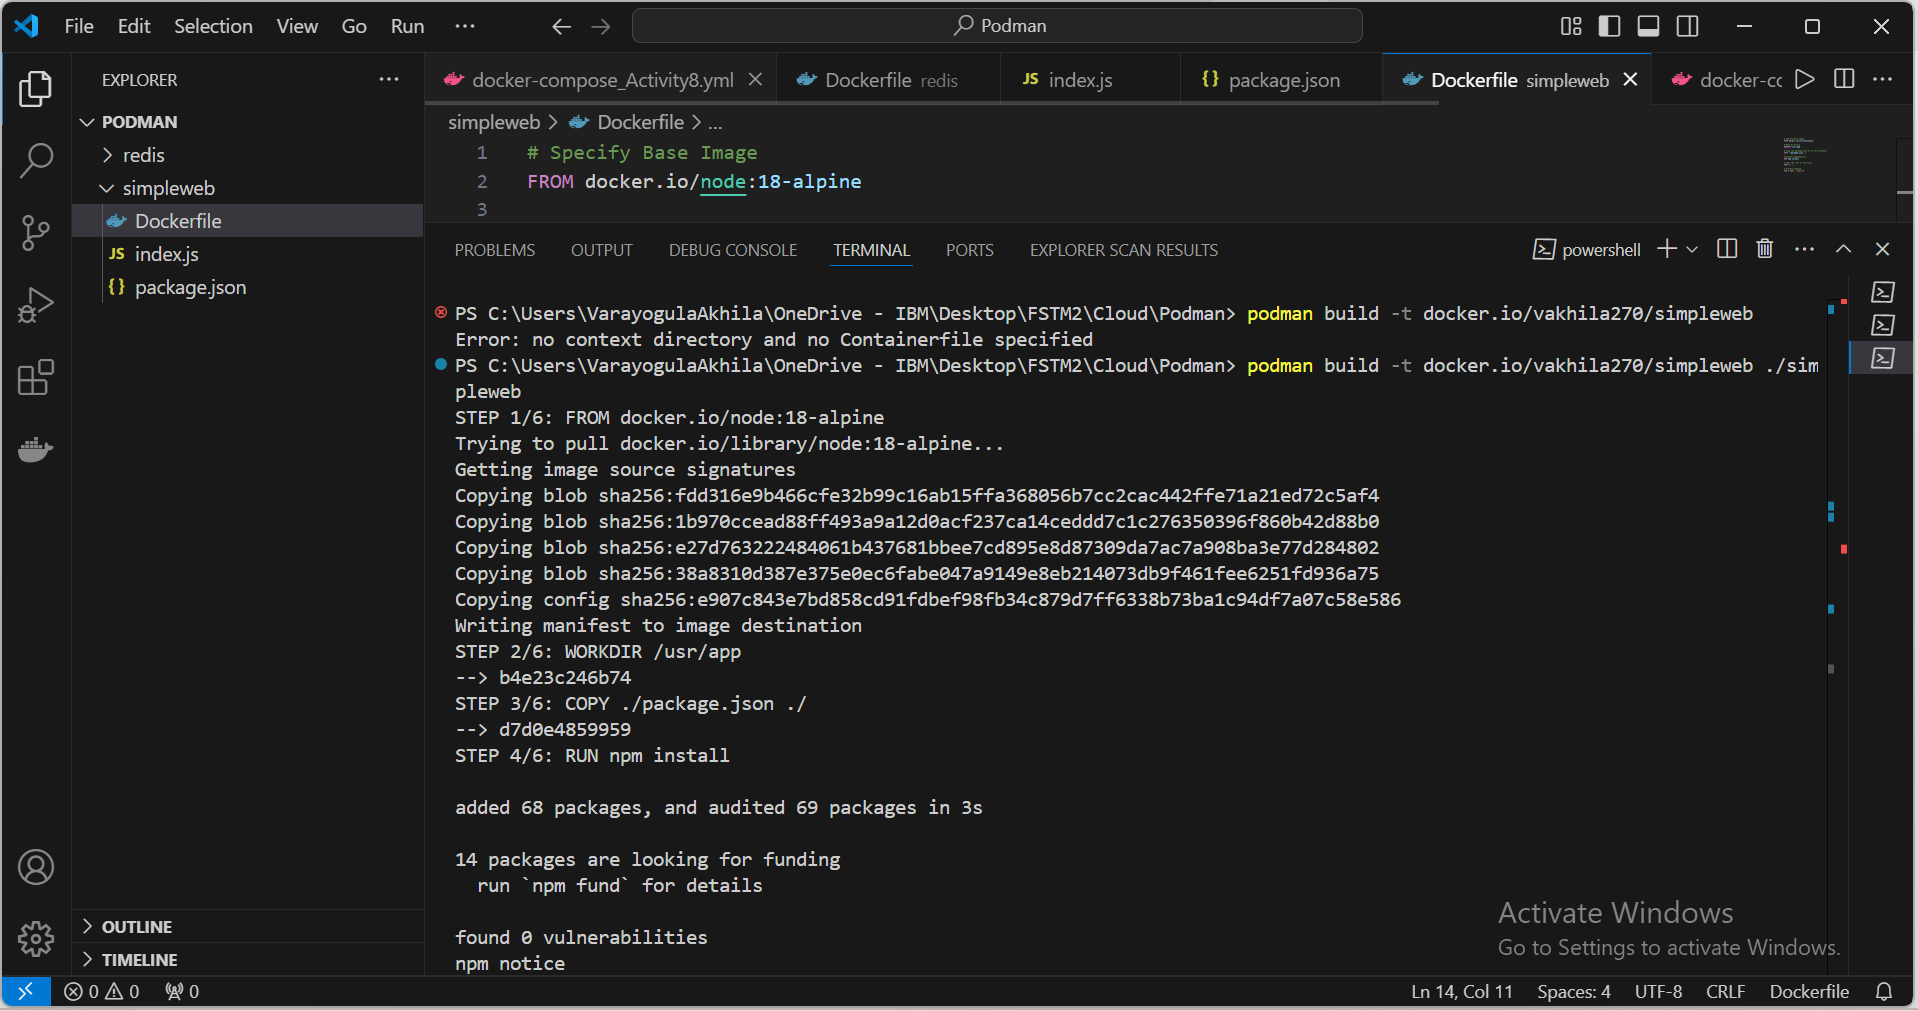 File Edit Selection View Go Run ··· Podman
EXPLORER ···
PODMAN
redis
simpleweb
Dockerfile
JS index.js
{} package.json
OUTLINE
TIMELINE
docker-compose_Activity8.yml Dockerfile redis JS index.js {} package.json Dockerfile simpleweb docker-cc ···
simpleweb > Dockerfile > ...
1 # Specify Base Image
2 FROM docker.io/node:18-alpine
3
PROBLEMS OUTPUT DEBUG CONSOLE TERMINAL PORTS EXPLORER SCAN RESULTS powershell ···
PS C:\Users\VarayogulaAkhila\OneDrive - IBM\Desktop\FSTM2\Cloud\Podman> podman build -t docker.io/vakhila270/simpleweb
Error: no context directory and no Containerfile specified
PS C:\Users\VarayogulaAkhila\OneDrive - IBM\Desktop\FSTM2\Cloud\Podman> podman build -t docker.io/vakhila270/simpleweb ./sim
pleweb
STEP 1/6: FROM docker.io/node:18-alpine
Trying to pull docker.io/library/node:18-alpine...
Getting image source signatures
Copying blob sha256:fdd316e9b466cfe32b99c16ab15ffa368056b7cc2cac442ffe71a21ed72c5af4
Copying blob sha256:1b970ccead88ff493a9a12d0acf237ca14ceddd7c1c276350396f860b42d88b0
Copying blob sha256:e27d763222484061b437681bbee7cd895e8d87309da7ac7a908ba3e77d284802
Copying blob sha256:38a8310d387e375e0ec6fabe047a9149e8eb214073db9f461fee6251fd936a75
Copying config sha256:e907c843e7bd858cd91fdbef98fb34c879d7ff6338b73ba1c94df7a07c58e586
Writing manifest to image destination
STEP 2/6: WORKDIR /usr/app
--> b4e23c246b74
STEP 3/6: COPY ./package.json ./
--> d7d0e4859959
STEP 4/6: RUN npm install
added 68 packages, and audited 69 packages in 3s
14 packages are looking for funding
run `npm fund` for details
found 0 vulnerabilities
npm notice
Activate Windows
Go to Settings to activate Windows.
0 0 0 Ln 14, Col 11 Spaces: 4 UTF-8 CRLF Dockerfile